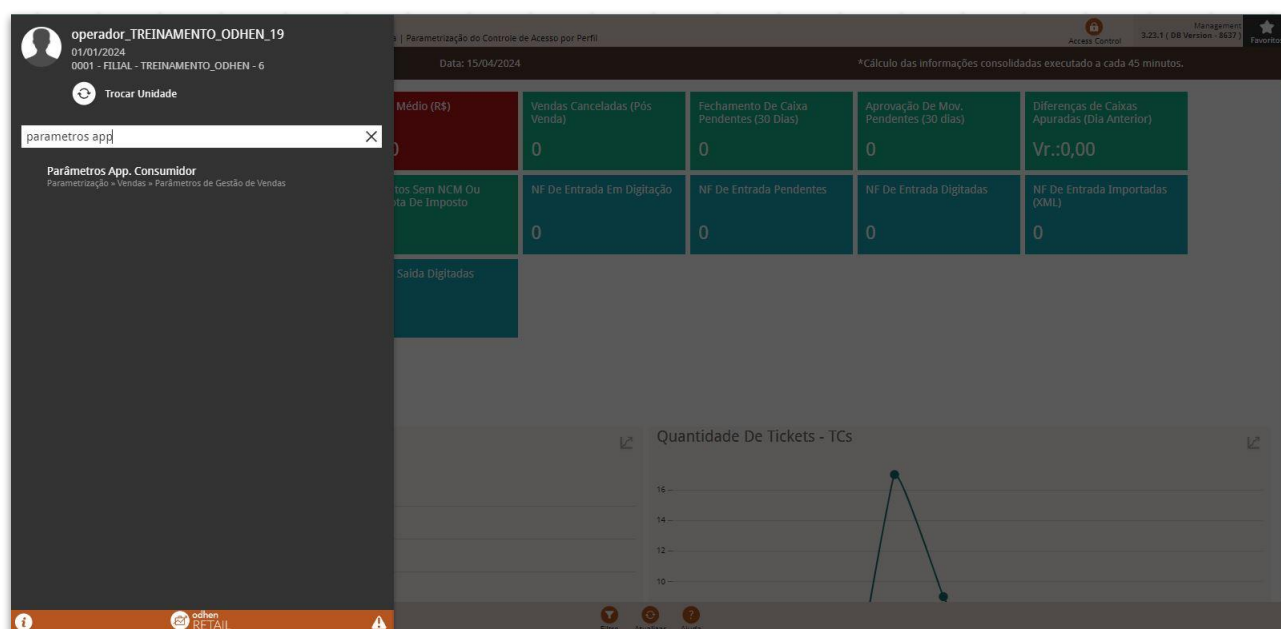 operador_TREINAMENTO_ODHEN_19
01/01/2024
0001 - FILIAL - TREINAMENTO_ODHEN - 6
Trocar Unidade
parametros app
Parâmetros App. Consumidor
Parametrização » Vendas » Parâmetros de Gestão de Vendas
| Parametrização do Controle de Acesso por Perfil
Access Control
Management
3.23.1 ( DB Version - 8637 )
Favoritos
Data: 15/04/2024
*Cálculo das informações consolidadas executado a cada 45 minutos.
Médio (R$)
Vendas Canceladas (Pós Venda)
0
Fechamento De Caixa Pendentes (30 Dias)
0
Aprovação De Mov. Pendentes (30 dias)
0
Diferenças de Caixas Apuradas (Dia Anterior)
Vr.:0,00
Sem NCM Ou
De Imposto
NF De Entrada Em Digitação
0
NF De Entrada Pendentes
0
NF De Entrada Digitadas
0
NF De Entrada Importadas (XML)
0
Saida Digitadas
Quantidade De Tickets - TCs
16
14
12
10
odhen
RETAIL